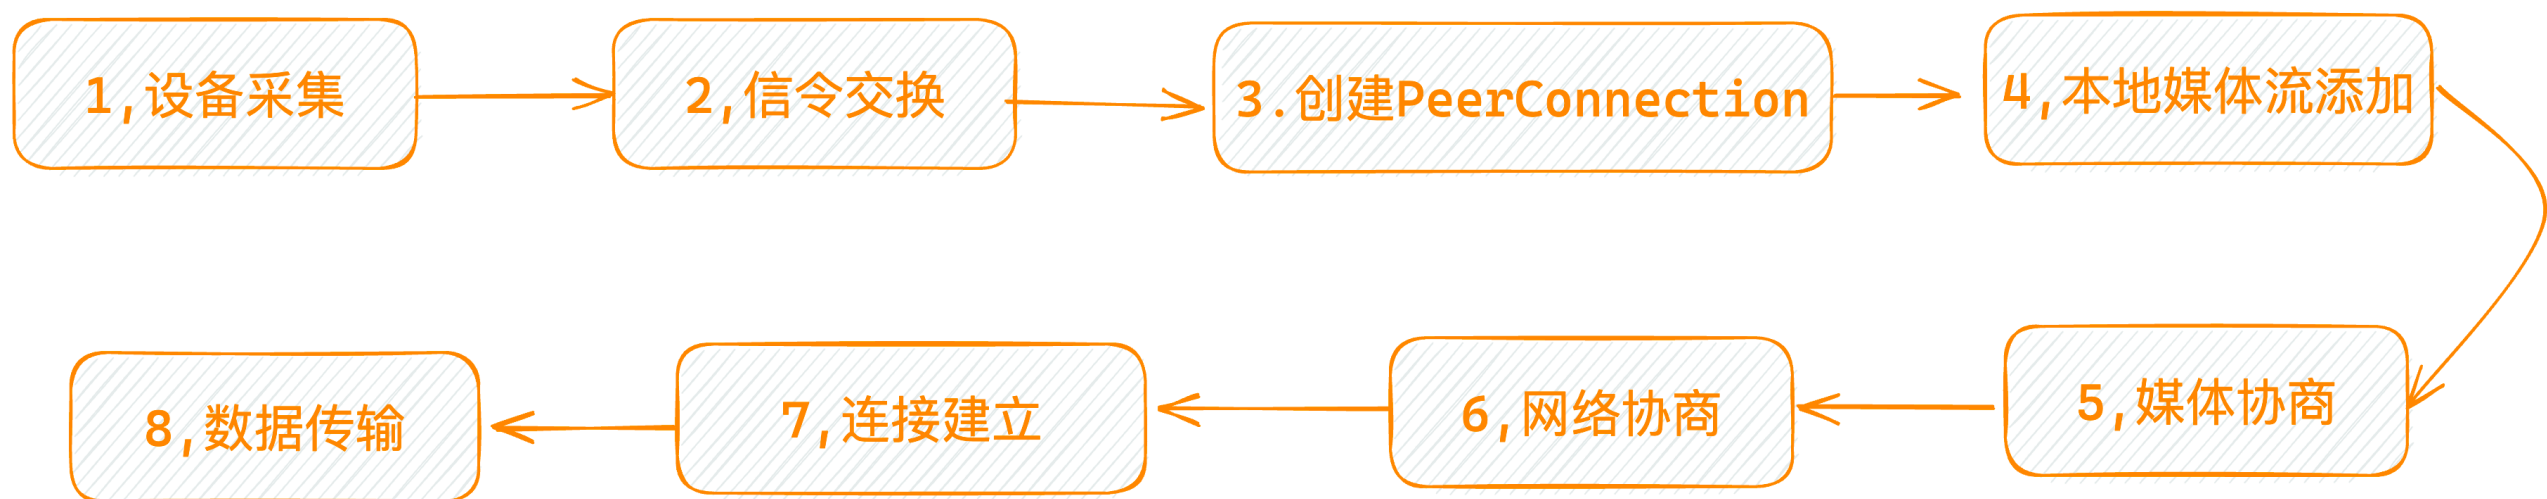 1,设备采集
2,信令交换
3.创建PeerConnection
4,本地媒体流添加
5,媒体协商
6,网络协商
7,连接建立
8,数据传输